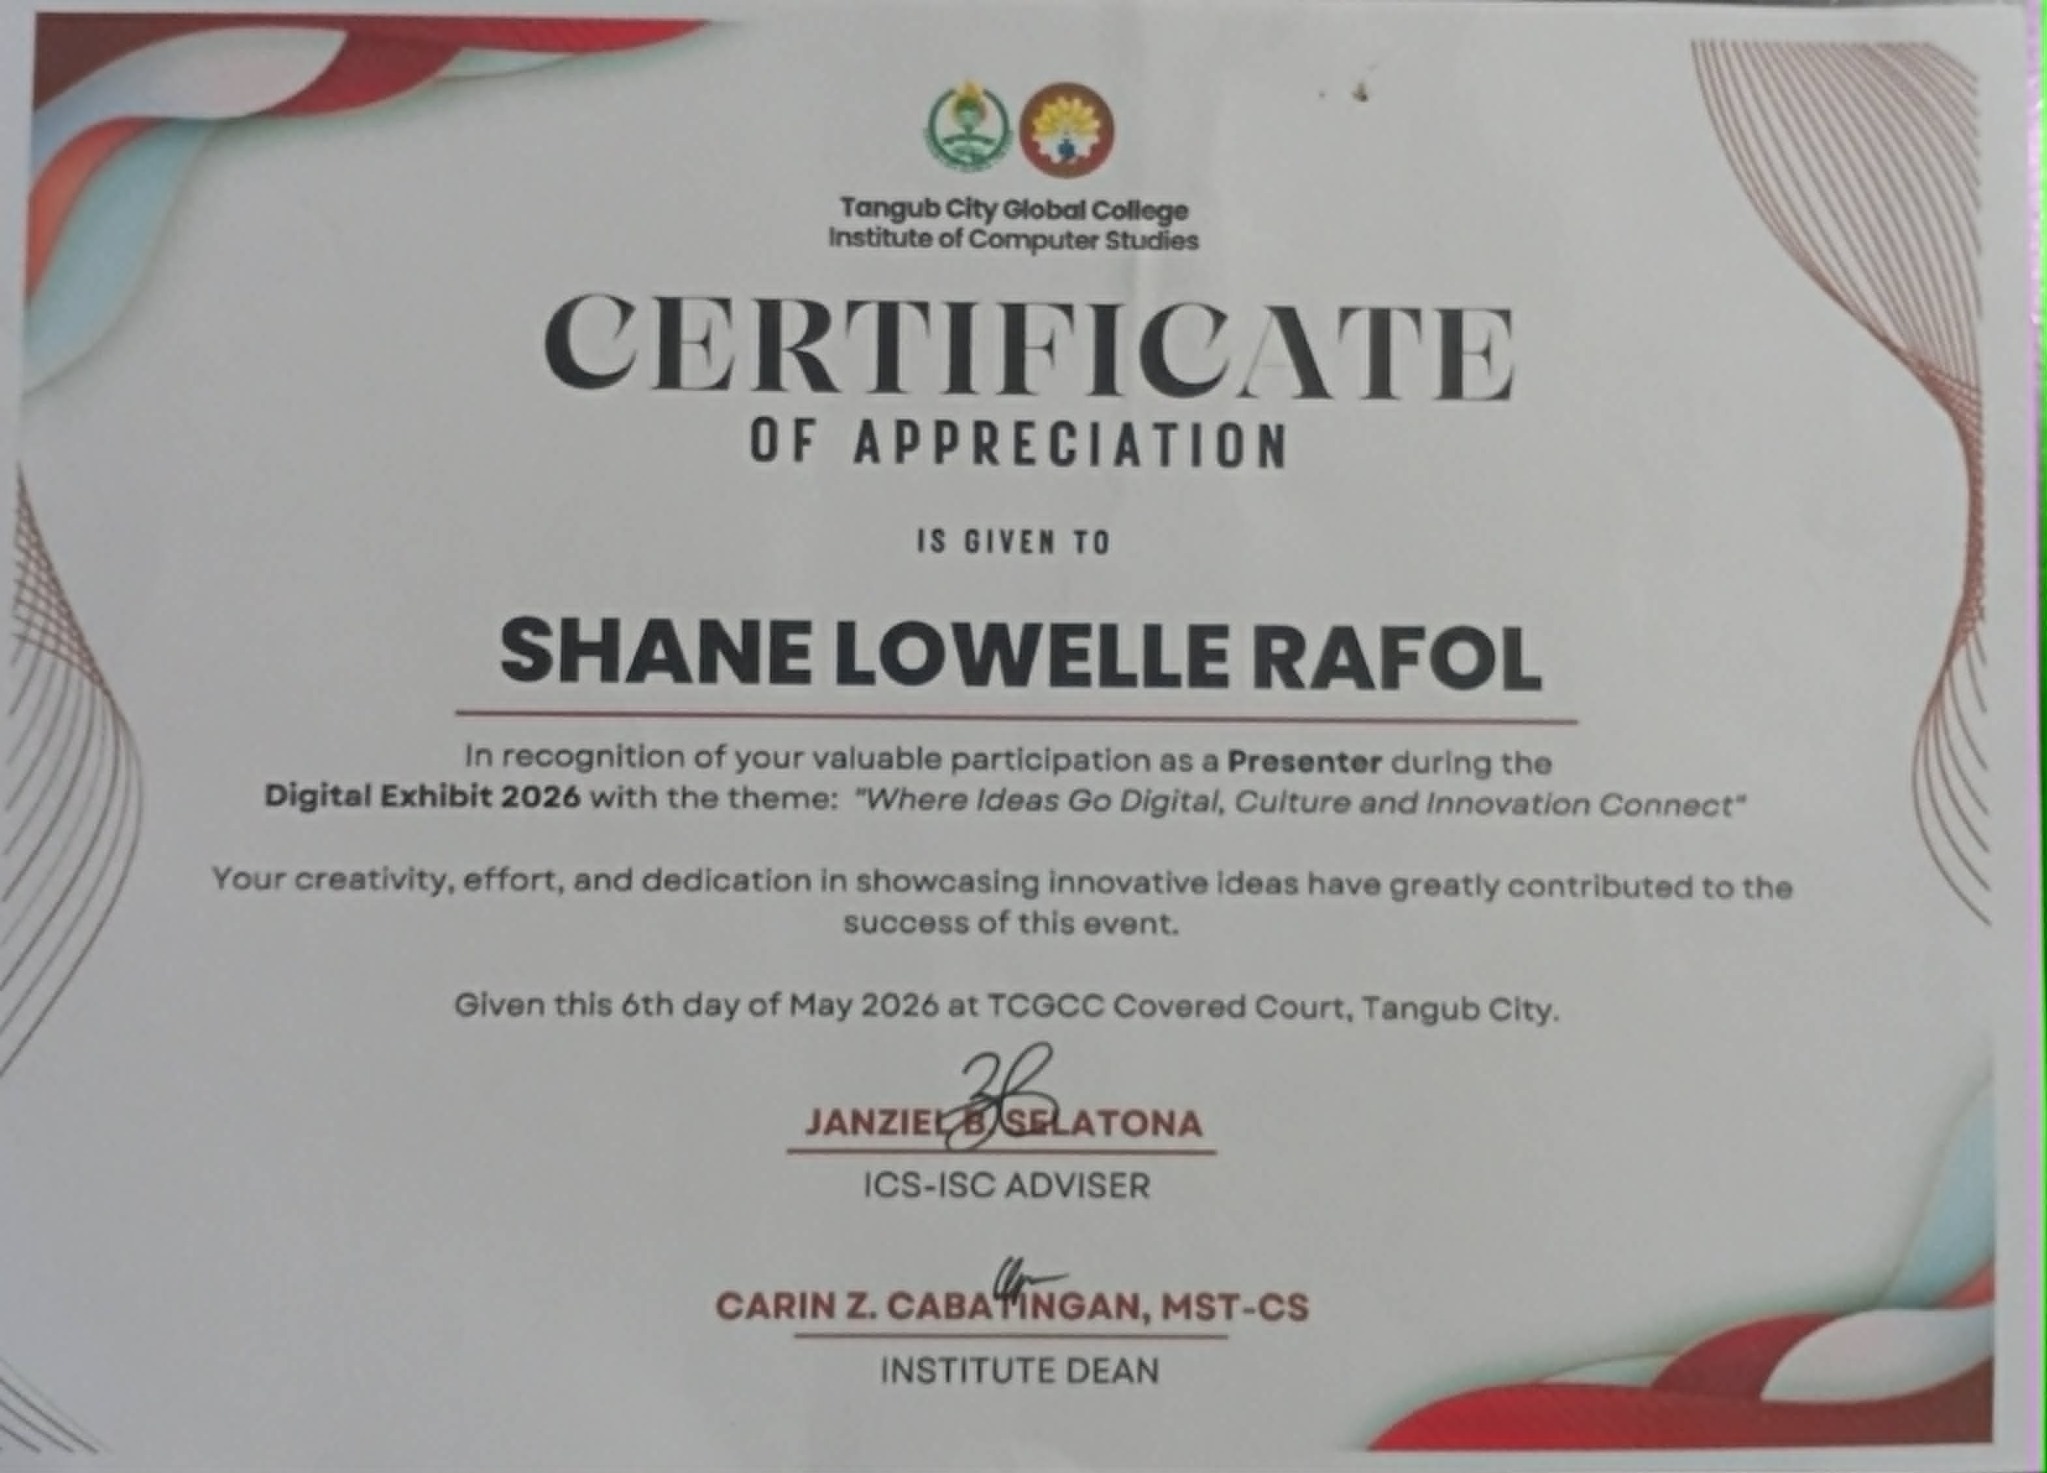 Tangub City Global College
Institute of Computer Studies
CERTIFICATE
OF APPRECIATION
IS GIVEN TO
SHANE LOWELLE RAFOL
In recognition of your valuable participation as a Presenter during the
Digital Exhibit 2026 with the theme: "Where Ideas Go Digital, Culture and Innovation Connect"
Your creativity, effort, and dedication in showcasing innovative ideas have greatly contributed to the
success of this event.
Given this 6th day of May 2026 at TCGCC Covered Court, Tangub City.
JANZIEL B. SELATONA
ICS-ISC ADVISER
CARIN Z. CABATINGAN, MST-CS
INSTITUTE DEAN